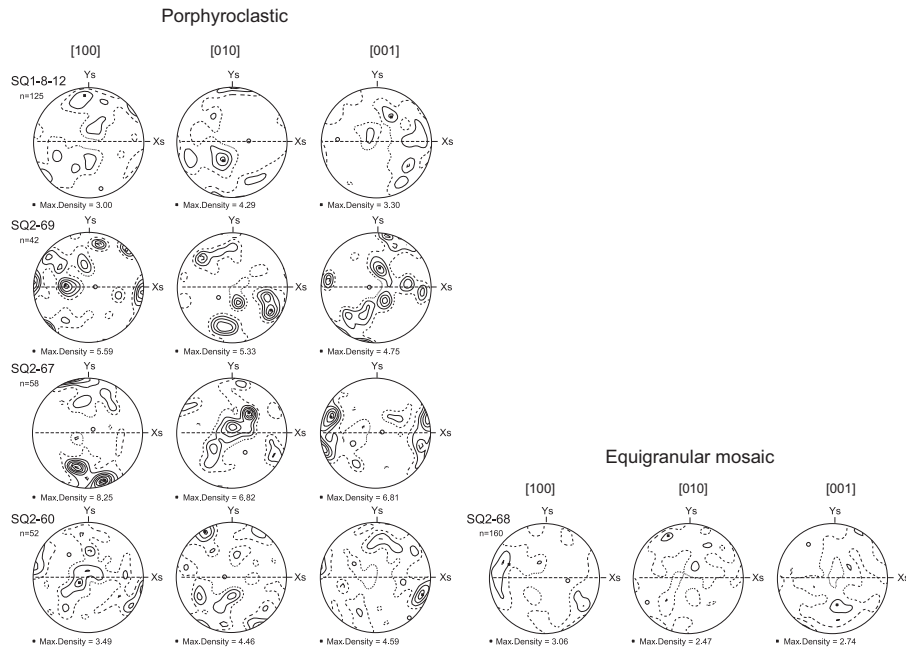 Porphyroclastic
[100] [010] [001]
SQ1-8-12 Ys Ys Ys
n=125
Xs Xs
Max.Density = 3.00 Max.Density = 4.29 Max.Density = 3.30
SQ2-69 Ys Ys Ys
n=42
Xs Xs Xs
Max.Density = 5.59 Max.Density = 5.33 Max.Density = 4.75
SQ2-67 Ys Ys Ys
n=58
Xs Xs Xs
Max.Density = 8.25 Max.Density = 6.82 Max.Density = 6.81
Equigranular mosaic
[100] [010] [001]
SQ2-60 Ys Ys Ys SQ2-68 Ys Ys Ys
n=52 n=160
Xs Xs Xs Xs Xs Xs
Max.Density = 3.49 Max.Density = 4.46 Max.Density = 4.59 Max.Density = 3.06 Max.Density = 2.47 Max.Density = 2.74